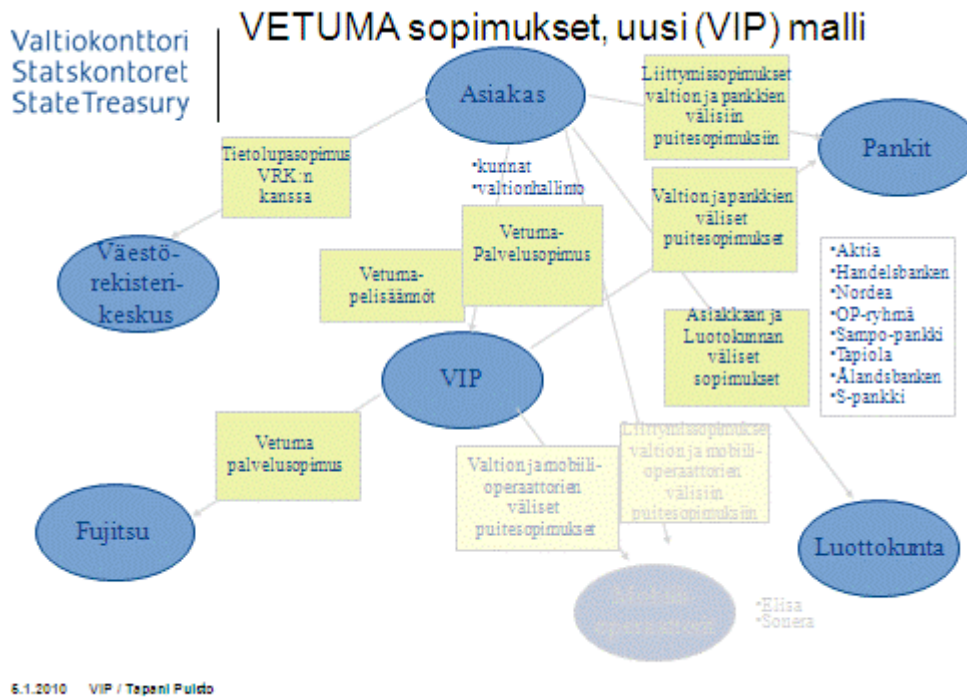 VETUMA sopimukset, uusi (VIP) malli
Valtiokonttori
Statskontoret
State Treasury
Asiakas
Liittymissopimukset
valtion ja pankkien
välisiin
puitesopimuksiin
Pankit
Tietolupasopimus
VRK:n
kanssa
•kunnat
•valtionhallinto
Valtion ja pankkien
väliset
puitesopimukset
Väestö-
rekisteri-
keskus
Vetuma-
Palvelusopimus
Vetuma-
pelisäännöt
•Aktia
•Handelsbanken
•Nordea
•OP-ryhmä
•Sampo-pankki
•Tapiola
•Ålandsbanken
•S-pankki
Asiakkaan ja
Luotokunnan
väliset
sopimukset
VIP
Vetuma
palvelusopimus
Valtion ja mobiili-
operaattorien
väliset
puitesopimukset
Liittymissopimukset
valtion ja mobiili-
operaattorien
välisiin
puitesopimuksiin
Fujitsu
Luottokunta
•Elisa
•Sonera
5.1.2010 VIP / Tapani Puisto